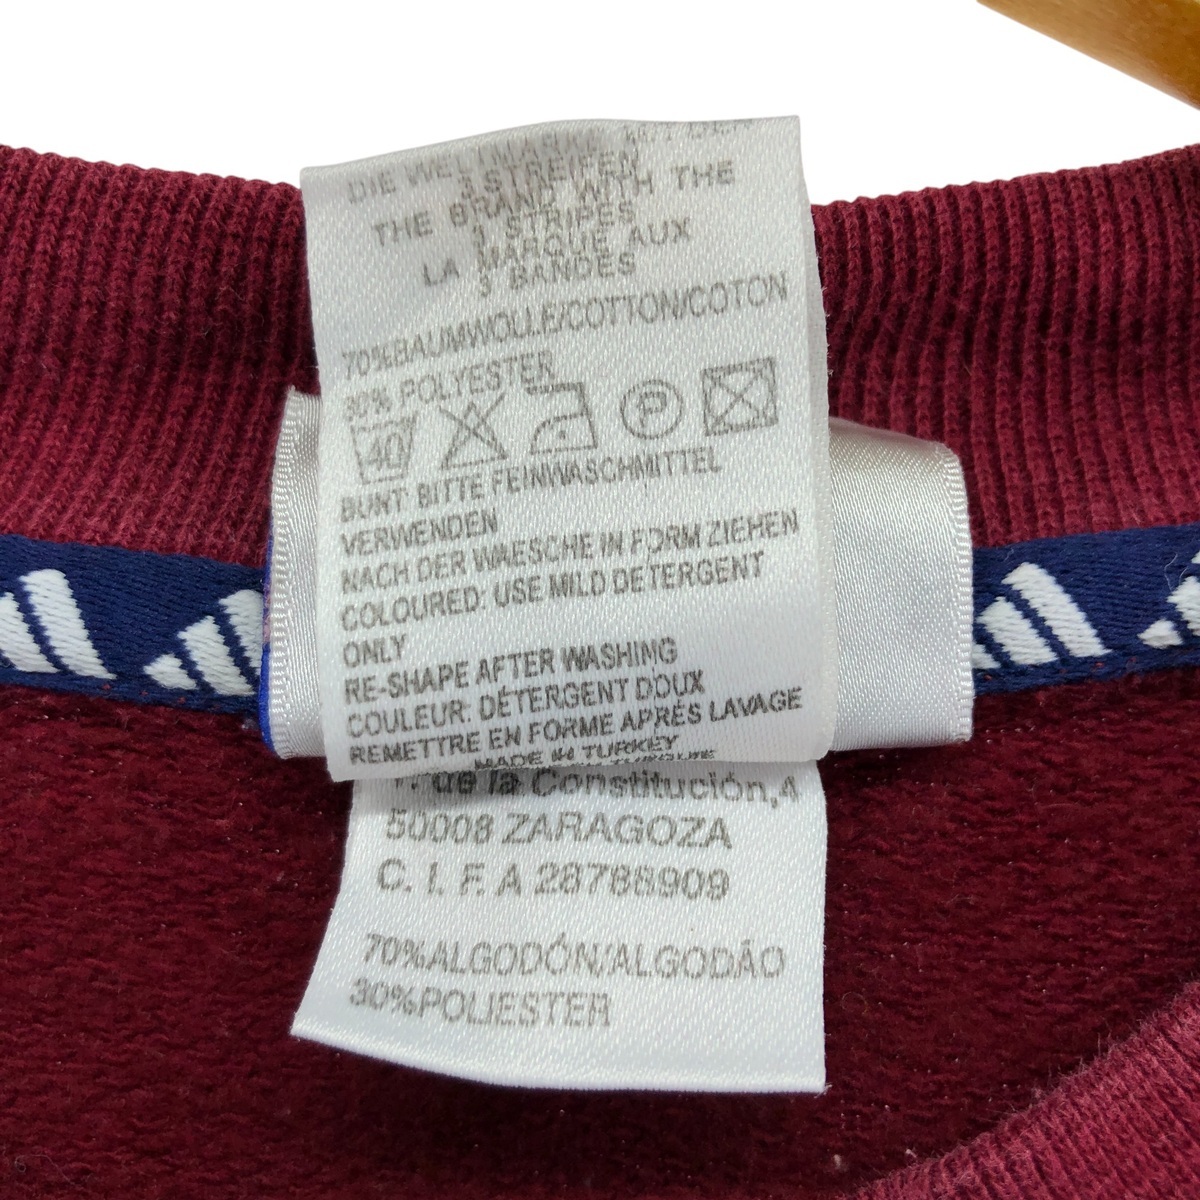 DIE WELTMARKE MIT DEN
3 STREIFEN
THE BRAND WITH THE
3 STRIPES
LA MARQUE AUX
3 BANDES
70%BAUMWOLLE/COTTON/COTON
30% POLYESTER
40 P
BUNT: BITTE FEINWASCHMITTEL
VERWENDEN
NACH DER WAESCHE IN FORM ZIEHEN
COLOURED: USE MILD DETERGENT
ONLY
RE-SHAPE AFTER WASHING
COULEUR: DÉTERGENT DOUX
REMETTRE EN FORME APRÉS LAVAGE
MADE IN TURKEY
de la Constitución,4
50008 ZARAGOZA
C. I. F. A 28788909
70%ALGODÓN/ALGODÃO
30%POLIESTER